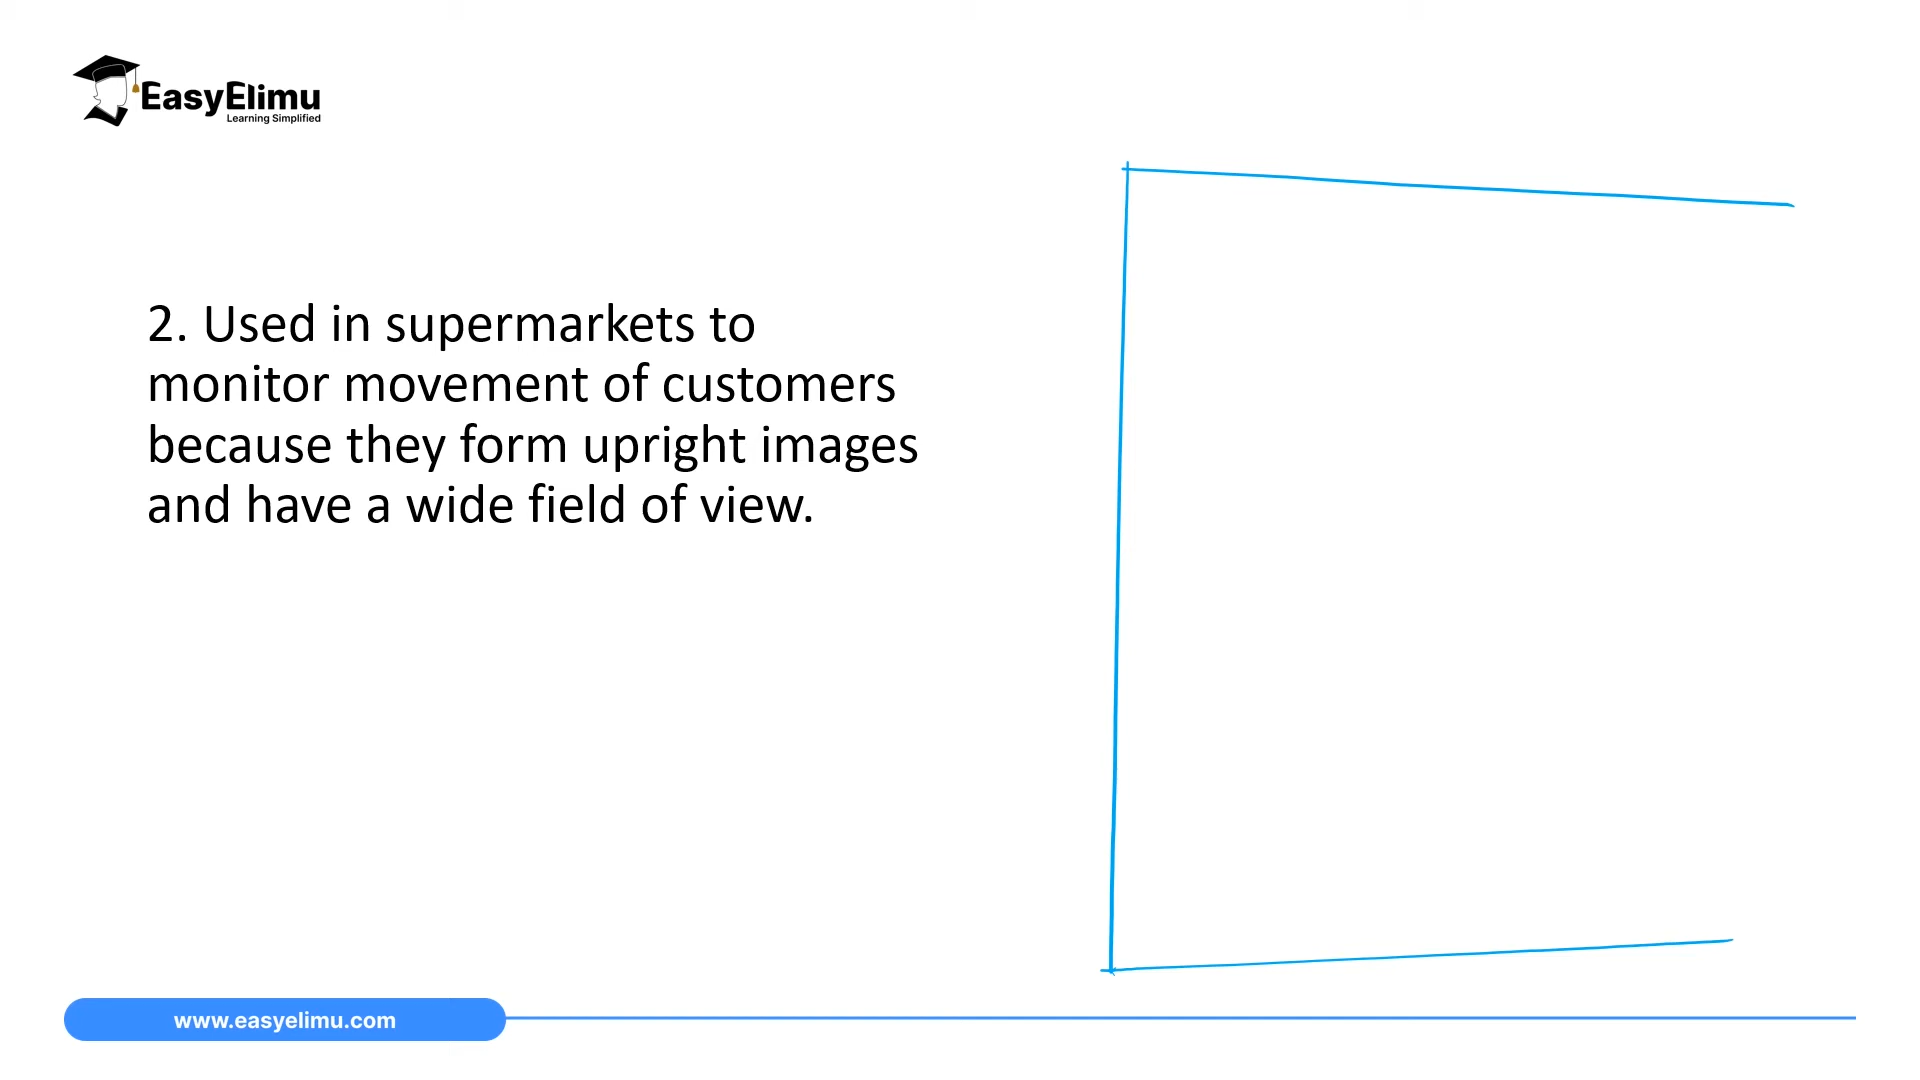 EasyElimu
Learning Simplified
2. Used in supermarkets to
monitor movement of customers
because they form upright images
and have a wide field of view.
www.easyelimu.com